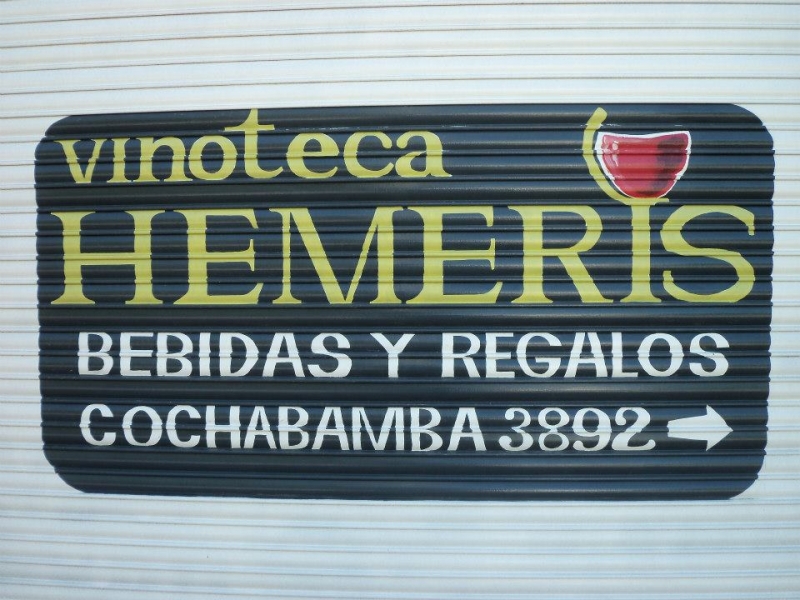 vinoteca
HEMERIS
BEBIDAS Y REGALOS
COCHABAMBA 3892